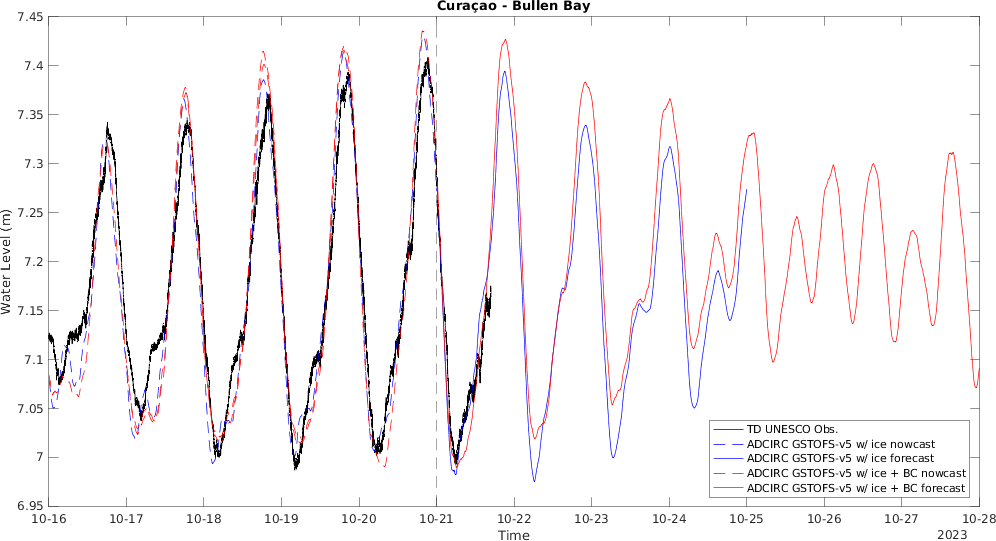 Curaçao - Bullen Bay
7.45
7.4
7.35
7.3
7.25
7.2
7.15
7.1
7.05
7
6.95
Water Level (m)
10-16 10-17 10-18 10-19 10-20 10-21 10-22 10-23 10-24 10-25 10-26 10-27 10-28
Time
2023
TD UNESCO Obs.
ADCIRC GSTOFS-v5 w/ ice nowcast
ADCIRC GSTOFS-v5 w/ ice forecast
ADCIRC GSTOFS-v5 w/ ice + BC nowcast
ADCIRC GSTOFS-v5 w/ ice + BC forecast